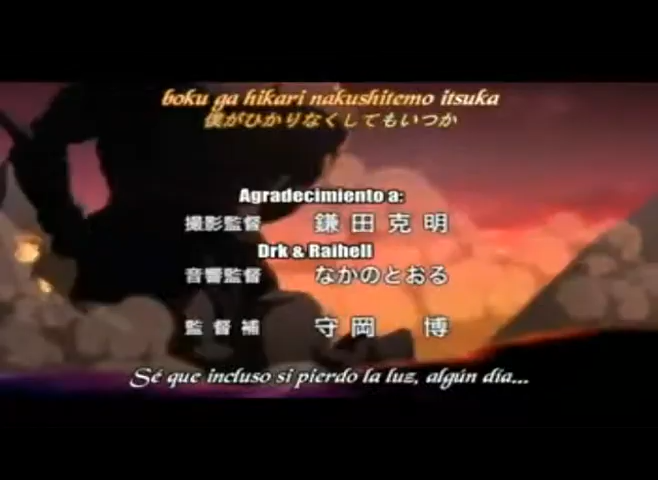 boku ga hikari nakushitemo itsuka
僕がひかりなくしてもいつか
Agradecimiento a:
撮影監督 鎌田克明
Drk & Raihell
音響監督 なかのとおる
監督補 守岡 博
Sé que incluso si pierdo la luz, algún día...